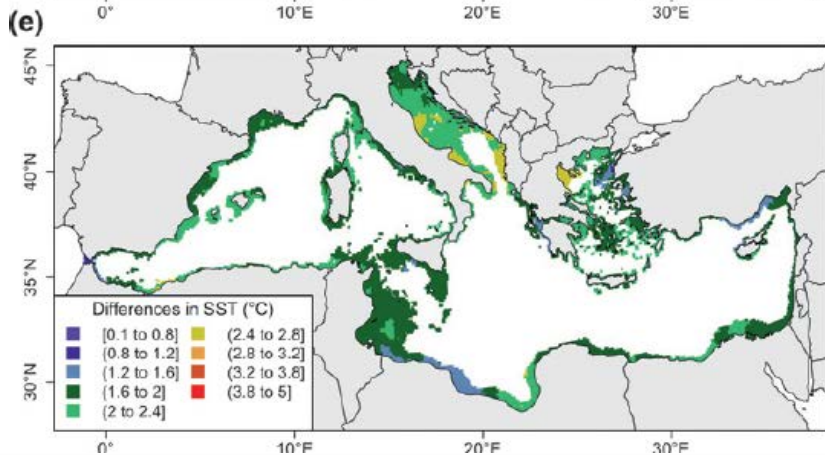 0° 10°E 20°E 30°E
(e)
45°N
40°N
35°N
30°N
Differences in SST (°C)
[0.1 to 0.8] (2.4 to 2.8]
(0.8 to 1.2] (2.8 to 3.2]
(1.2 to 1.6] (3.2 to 3.8]
(1.6 to 2] (3.8 to 5]
(2 to 2.4]
0° 10°E 20°E 30°E